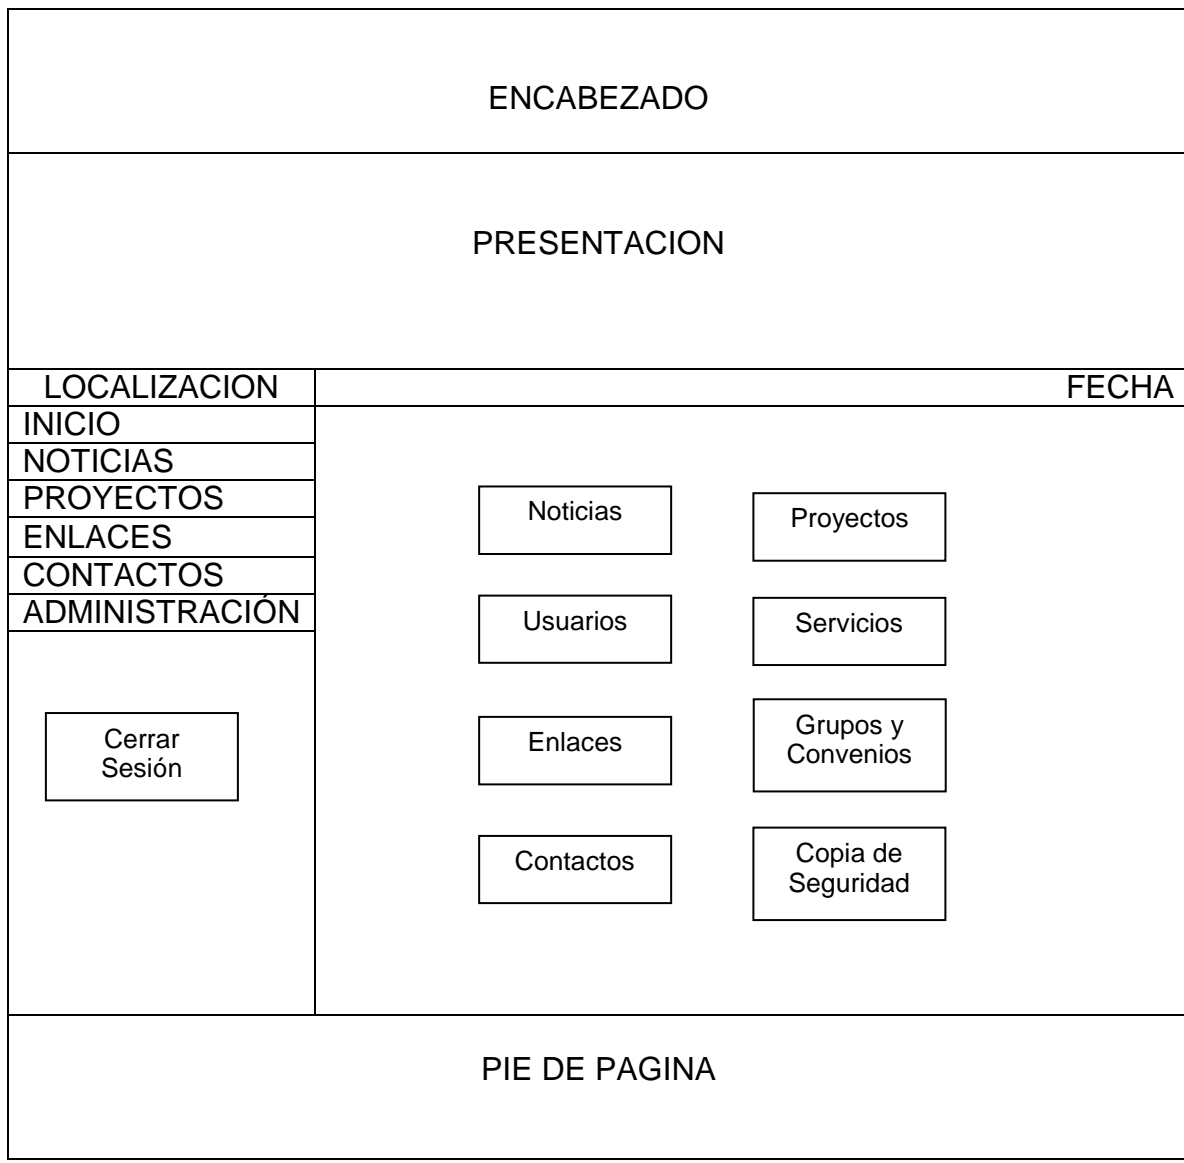 ENCABEZADO
PRESENTACION
LOCALIZACION
FECHA
INICIO
NOTICIAS
PROYECTOS
ENLACES
CONTACTOS
ADMINISTRACIÓN
Cerrar
Sesión
Noticias
Proyectos
Usuarios
Servicios
Enlaces
Grupos y
Convenios
Contactos
Copia de
Seguridad
PIE DE PAGINA